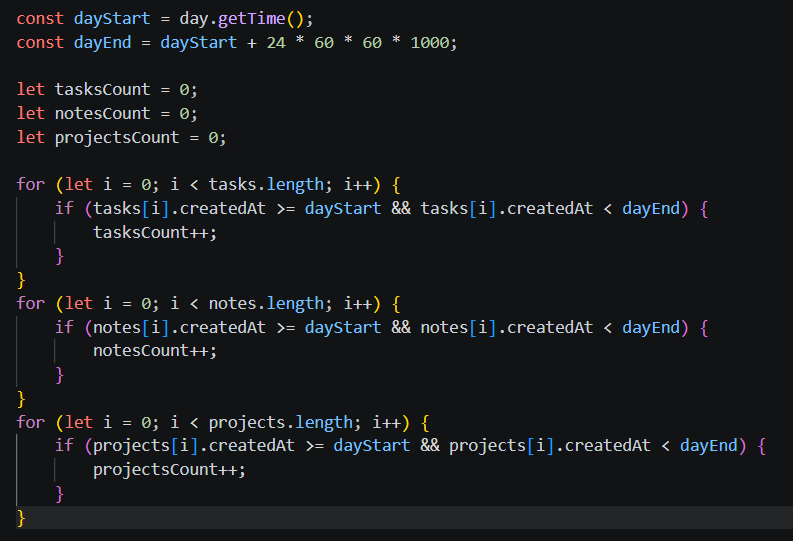 const dayStart = day.getTime();
const dayEnd = dayStart + 24 * 60 * 60 * 1000;

let tasksCount = 0;
let notesCount = 0;
let projectsCount = 0;

for (let i = 0; i < tasks.length; i++) {
    if (tasks[i].createdAt >= dayStart && tasks[i].createdAt < dayEnd) {
        tasksCount++;
    }
}
for (let i = 0; i < notes.length; i++) {
    if (notes[i].createdAt >= dayStart && notes[i].createdAt < dayEnd) {
        notesCount++;
    }
}
for (let i = 0; i < projects.length; i++) {
    if (projects[i].createdAt >= dayStart && projects[i].createdAt < dayEnd) {
        projectsCount++;
    }
}